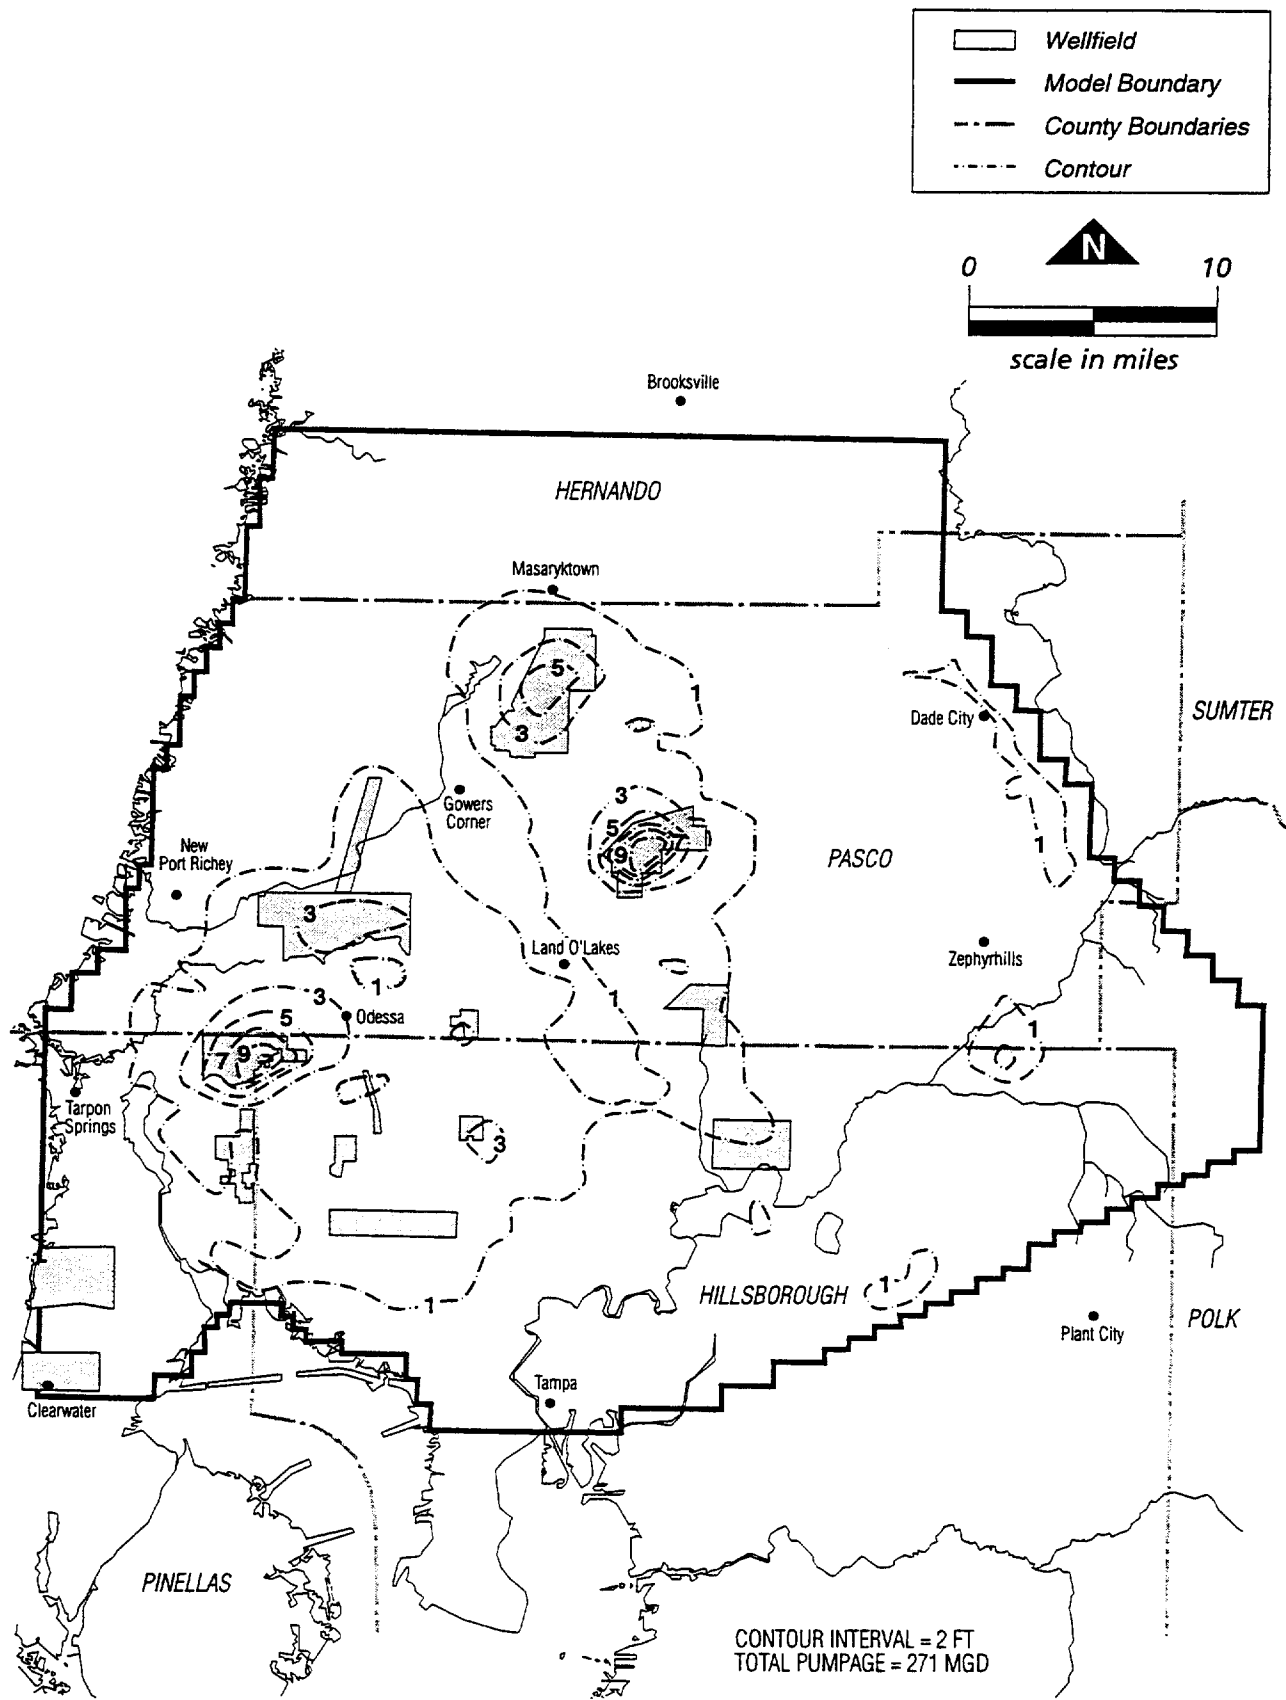 Wellfield
Model Boundary
County Boundaries
Contour
N
0 10
scale in miles
Brooksville
HERNANDO
Masaryktown
5
1
3
Dade City
SUMTER
Gowers
Corner
3
5
9
1
PASCO
New
Port Richey
3
Land O'Lakes
Zephyrhills
1
3
5
Odessa
1
1
7 9
Tarpon
Springs
3
HILLSBOROUGH
1
1
Plant City
POLK
Tampa
Clearwater
PINELLAS
CONTOUR INTERVAL = 2 FT
TOTAL PUMPAGE = 271 MGD